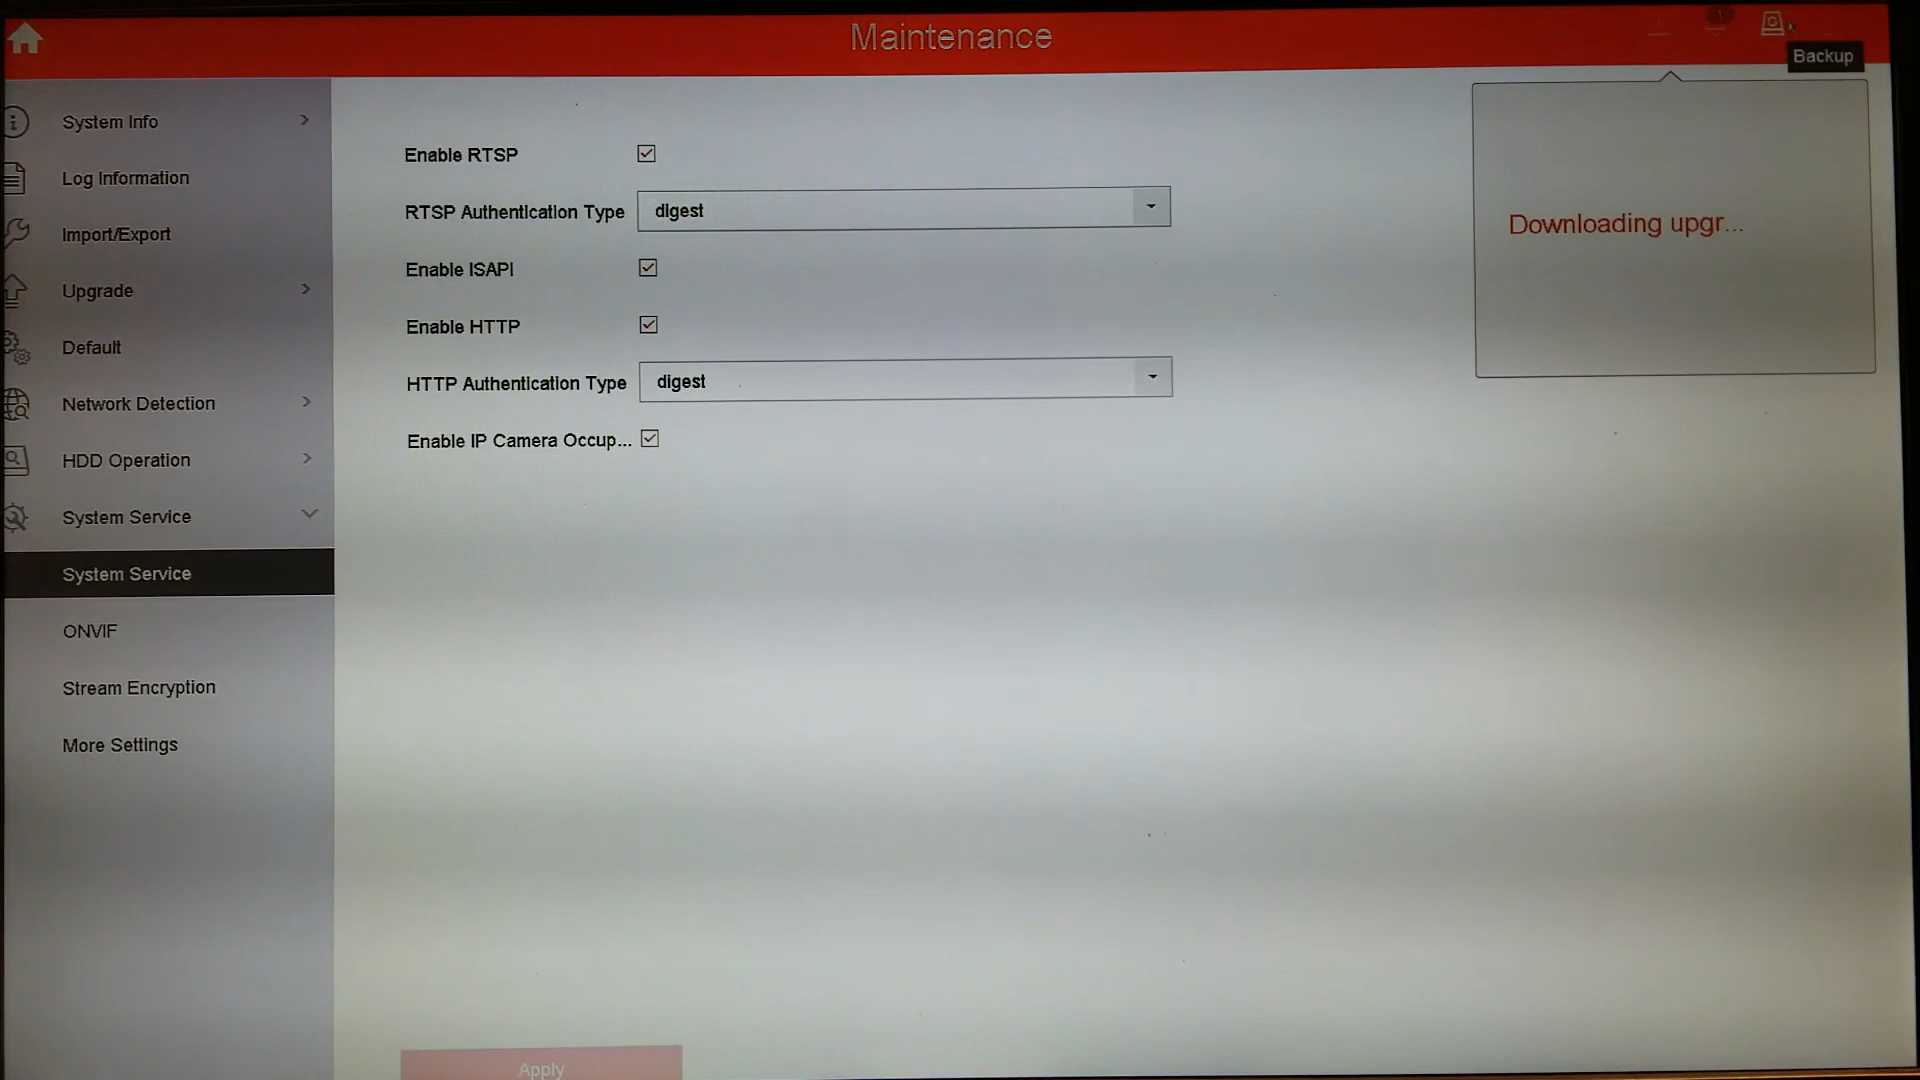 Maintenance
1
Backup
System Info
Log Information
Import/Export
Upgrade
Default
Network Detection
HDD Operation
System Service
System Service
ONVIF
Stream Encryption
More Settings
Enable RTSP
RTSP Authentication Type digest
Enable ISAPI
Enable HTTP
HTTP Authentication Type digest
Enable IP Camera Occup...
Downloading upgr...
Apply